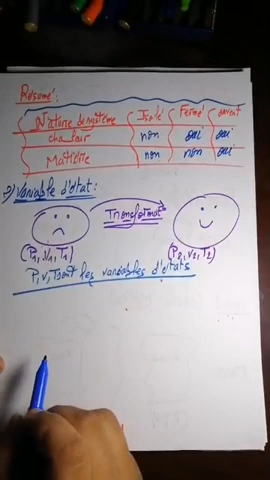 Résumé:
Nature de système Isolé Fermé ouvert
chaleur non oui oui
Matière non non oui
2) Variable d'état:
Transformat°
(P1, V1, T1) (P2, V2, T2)
P, V, T sont les variables d'états